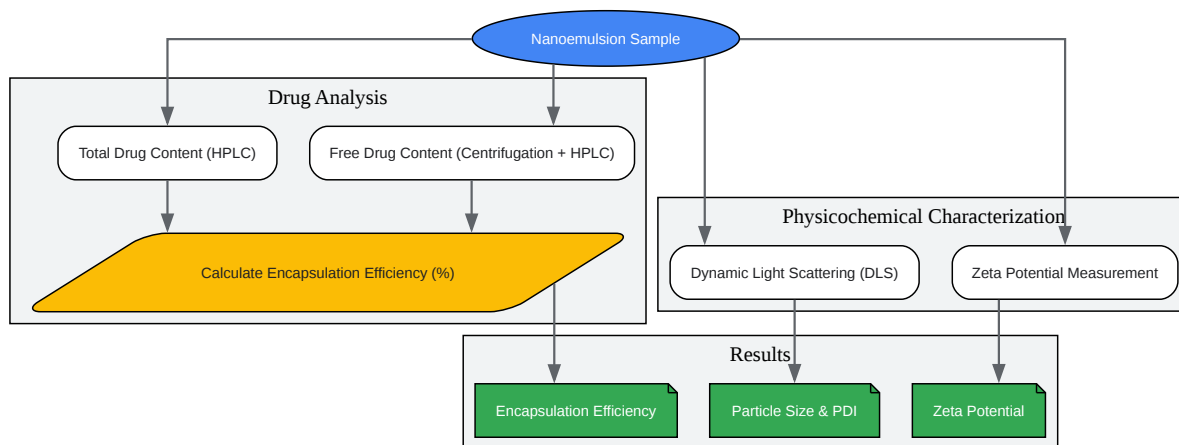 Nanoemulsion Sample
Drug Analysis
Total Drug Content (HPLC)
Free Drug Content (Centrifugation + HPLC)
Calculate Encapsulation Efficiency (%)
Physicochemical Characterization
Dynamic Light Scattering (DLS)
Zeta Potential Measurement
Results
Encapsulation Efficiency
Particle Size & PDI
Zeta Potential